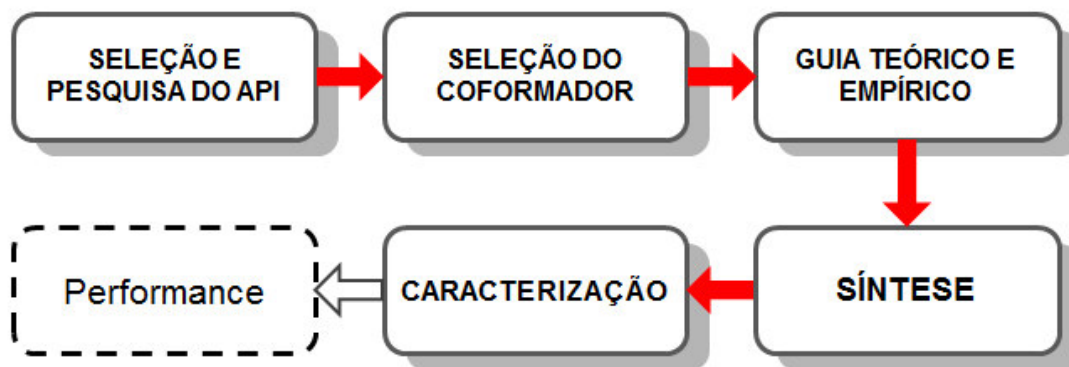 SELEÇÃO E
PESQUISA DO API
SELEÇÃO DO
COFORMADOR
GUIA TEÓRICO E
EMPÍRICO
SÍNTESE
CARACTERIZAÇÃO
Performance